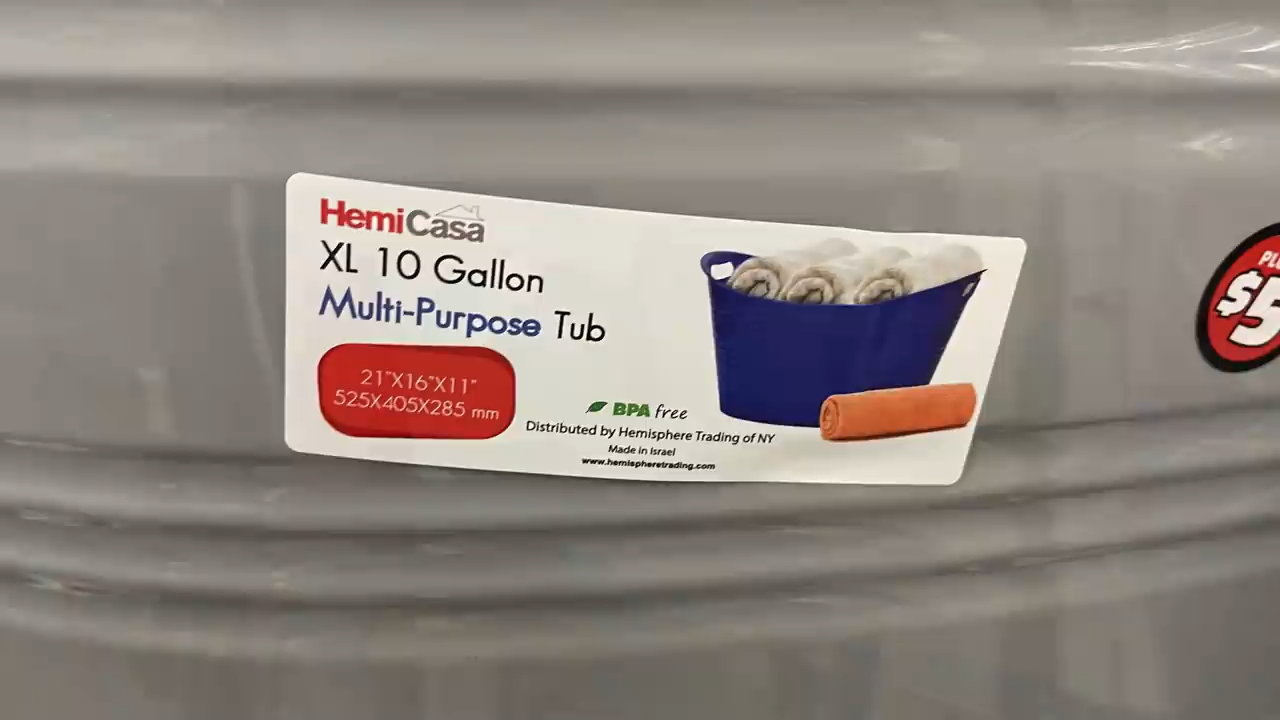 HemiCasa
XL 10 Gallon
Multi-Purpose Tub
21"X16"X11"
525X405X285 mm
BPA free
Distributed by Hemisphere Trading of NY
Made in Israel
www.hemispheretrading.com
$5